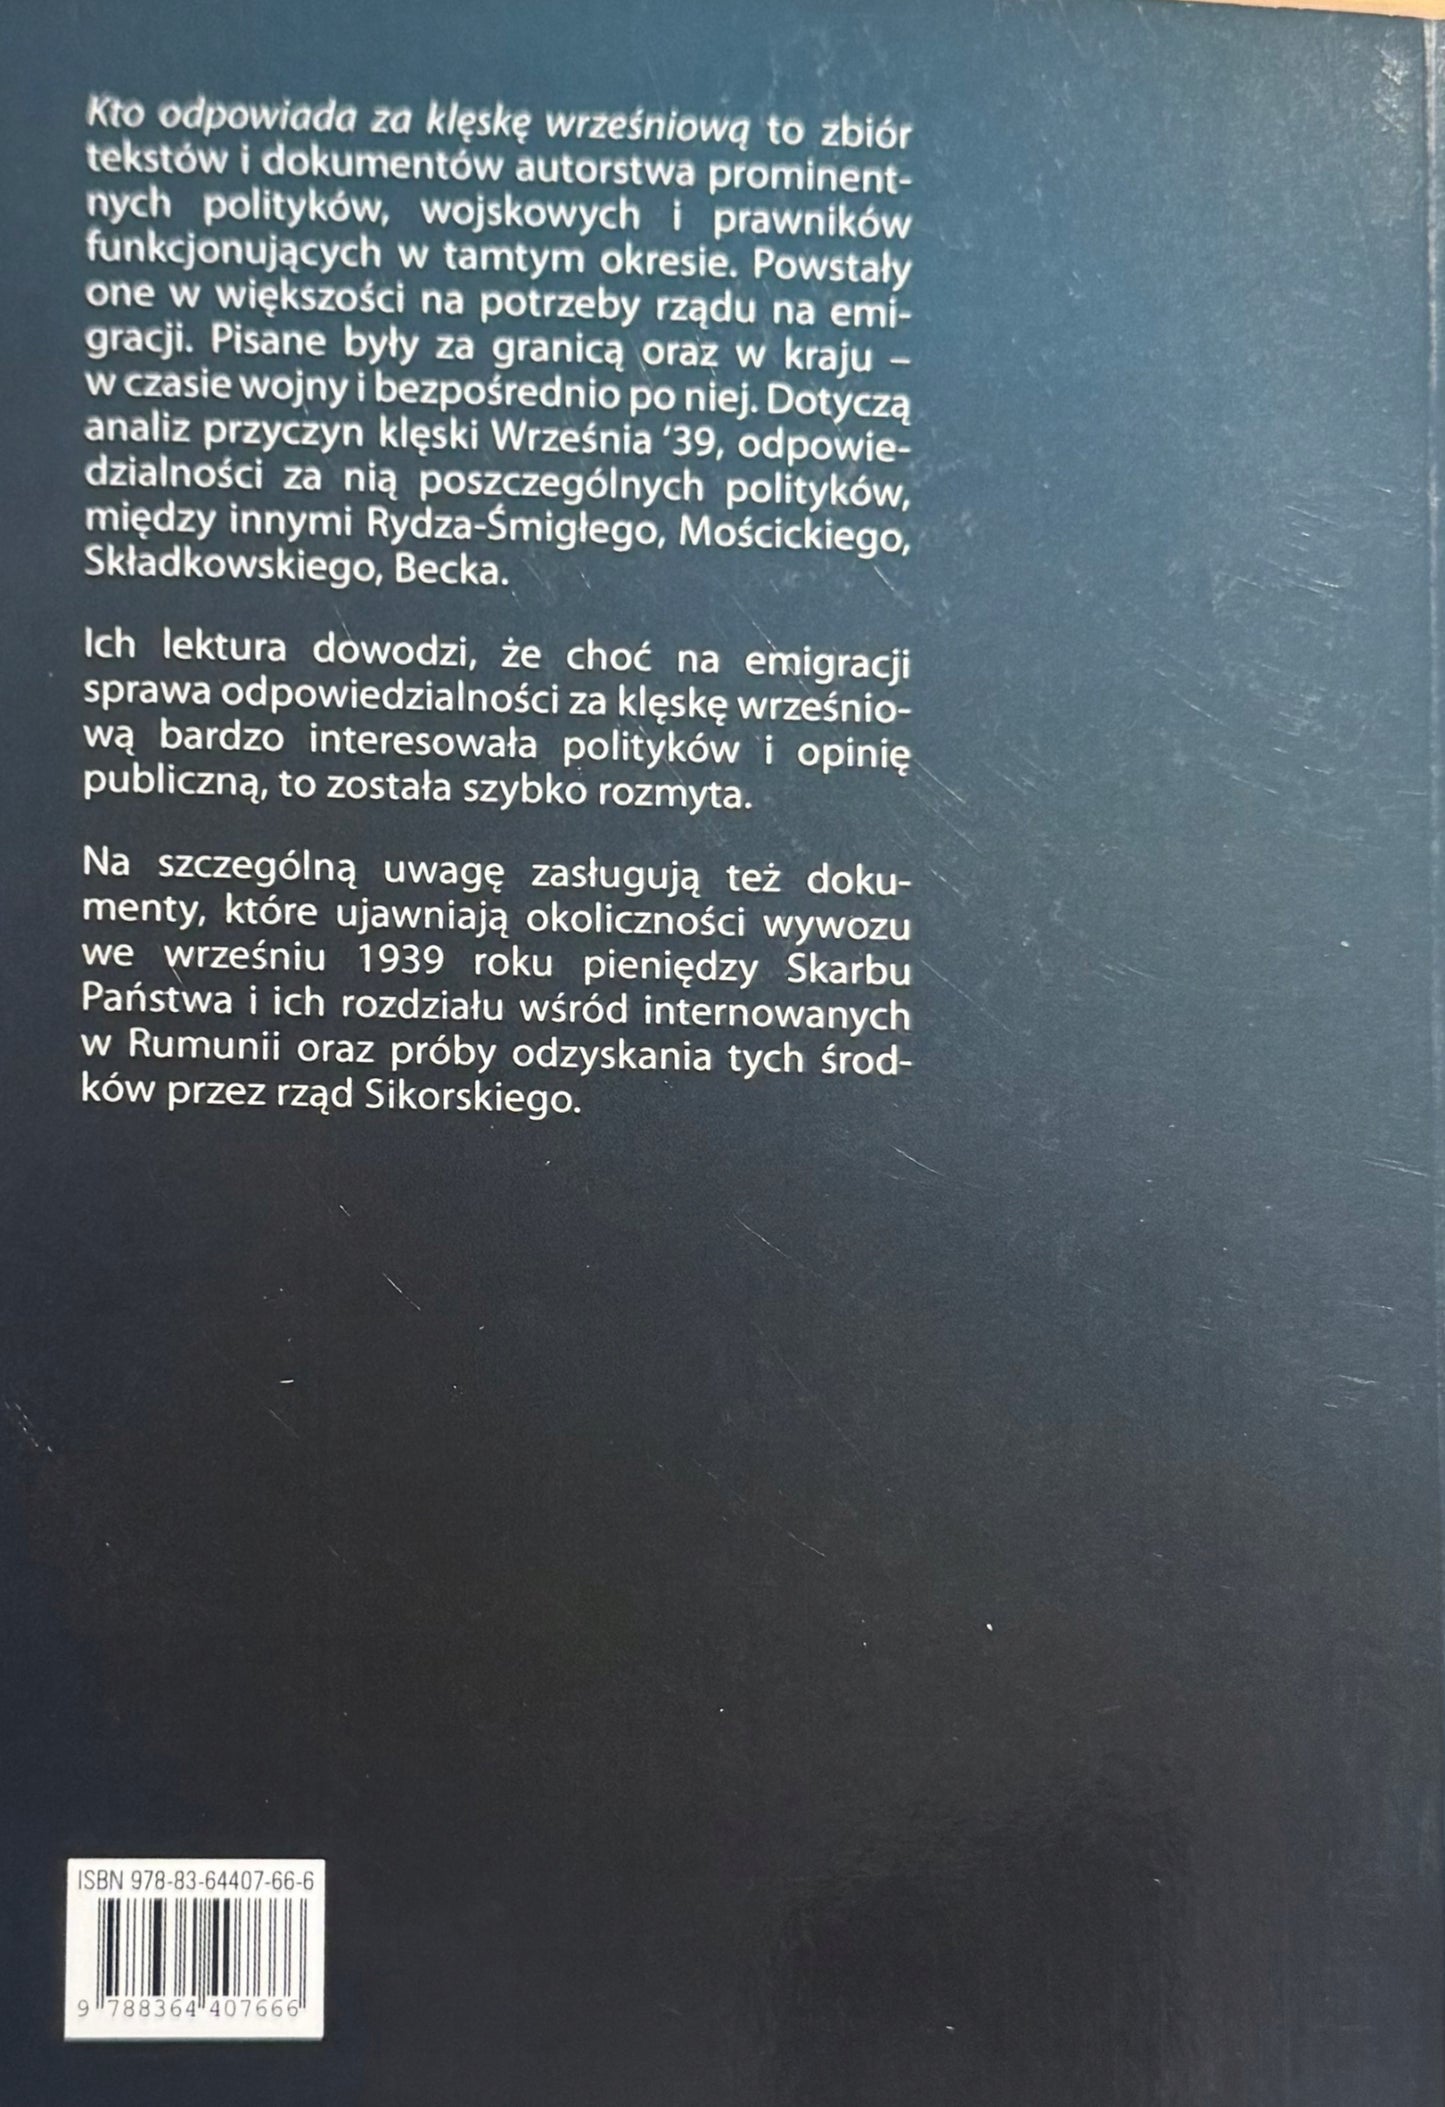 Kto odpowiada za klęskę wrześniową to zbiór
tekstów i dokumentów autorstwa prominent-
nych polityków, wojskowych i prawników
funkcjonujących w tamtym okresie. Powstały
one w większości na potrzeby rządu na emi-
gracji. Pisane były za granicą oraz w kraju –
w czasie wojny i bezpośrednio po niej. Dotyczą
analiz przyczyn klęski Września ‘39, odpowie-
dzialności za nią poszczególnych polityków,
między innymi Rydza-Śmigłego, Mościckiego,
Składkowskiego, Becka.
Ich lektura dowodzi, że choć na emigracji
sprawa odpowiedzialności za klęskę wrześnio-
wą bardzo interesowała polityków i opinię
publiczną, to została szybko rozmyta.
Na szczególną uwagę zasługują też doku-
menty, które ujawniają okoliczności wywozu
we wrześniu 1939 roku pieniędzy Skarbu
Państwa i ich rozdziału wśród internowanych
w Rumunii oraz próby odzyskania tych środ-
ków przez rząd Sikorskiego.
ISBN 978-83-64407-66-6
9 788364 407666